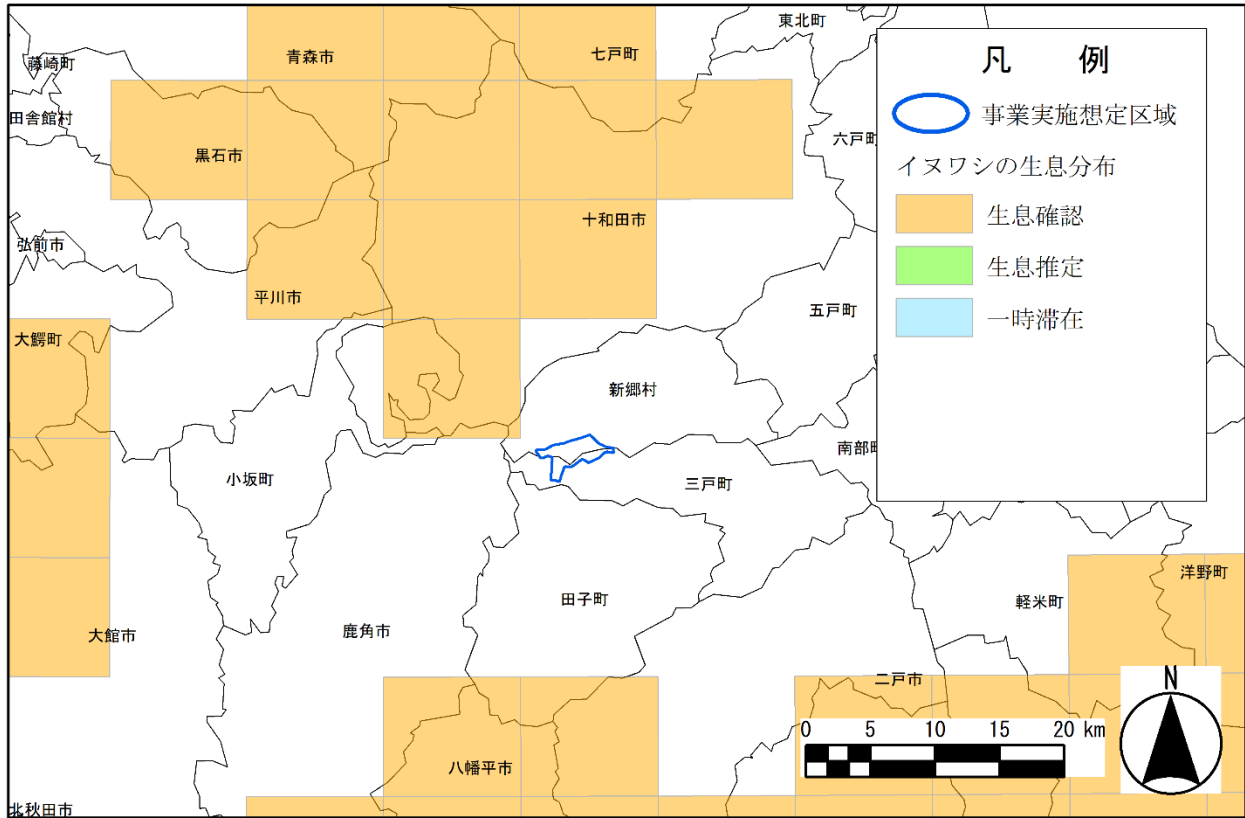 東北町
青森市
七戸町
藤崎町
田舎館村
黒石市
六戸町
十和田市
弘前市
平川市
大鰐町
五戸町
新郷村
南部町
小坂町
三戸町
田子町
軽米町
洋野町
大館市
鹿角市
二戸市
八幡平市
北秋田市
凡 例
事業実施想定区域
イヌワシの生息分布
生息確認
生息推定
一時滞在
N
0 5 10 15 20 km